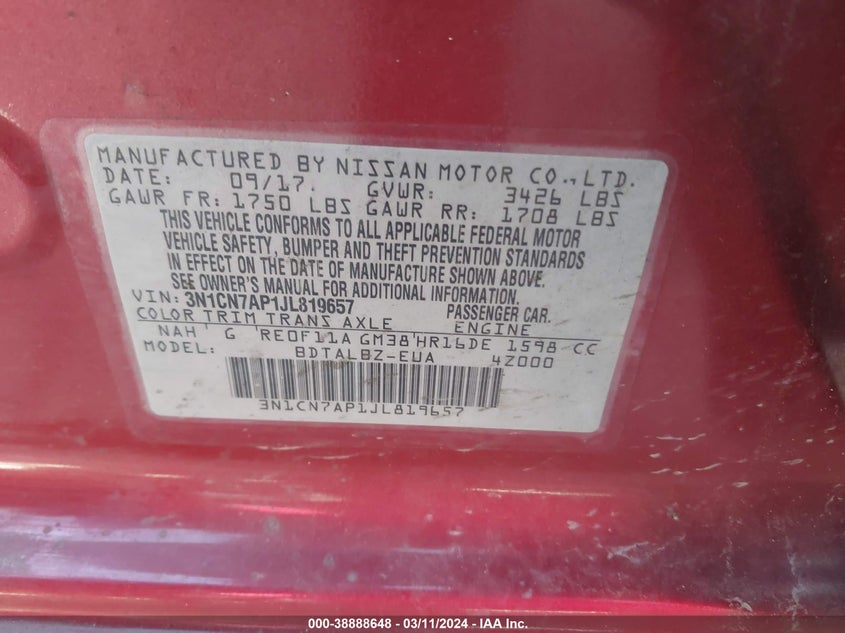 MANUFACTURED BY NISSAN MOTOR CO., LTD.
DATE: 09/17. GVWR: 3426 LBS
GAWR FR: 1750 LBS GAWR RR: 1708 LBS
THIS VEHICLE CONFORMS TO ALL APPLICABLE FEDERAL MOTOR
VEHICLE SAFETY, BUMPER AND THEFT PREVENTION STANDARDS
IN EFFECT ON THE DATE OF MANUFACTURE SHOWN ABOVE.
SEE OWNER'S MANUAL FOR ADDITIONAL INFORMATION.
VIN: 3N1CN7AP1JL819657 PASSENGER CAR.
COLOR TRIM TRANS AXLE ENGINE
NAH G RE0F11A GM38 HR16DE 1598 CC
MODEL: BDTALBZ-EUA 4Z000
3N1CN7AP1JL819657
000-38888648 - 03/11/2024 - IAA Inc.